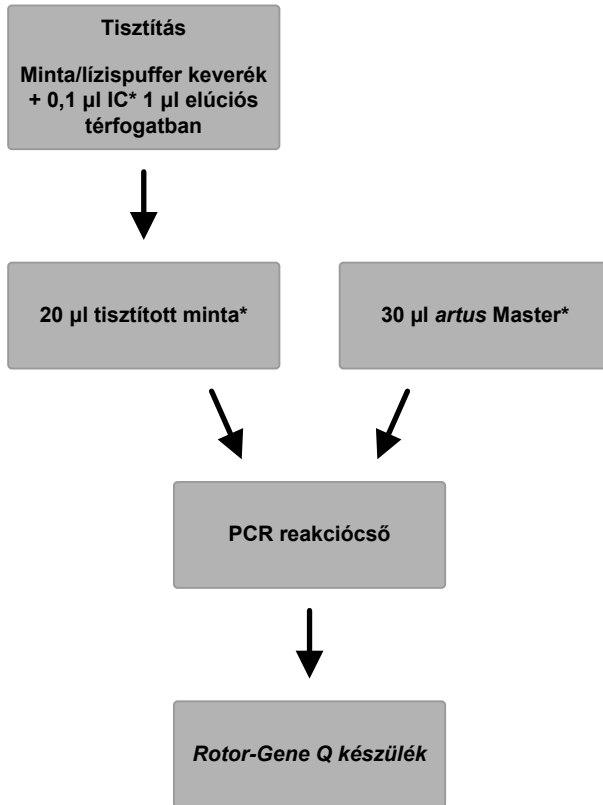 Tisztítás
Minta/lízispuffer keverék
+ 0,1 µl IC* 1 µl elúciós
térfogatban
20 µl tisztított minta*
30 µl artus Master*
PCR reakciócső
Rotor-Gene Q készülék